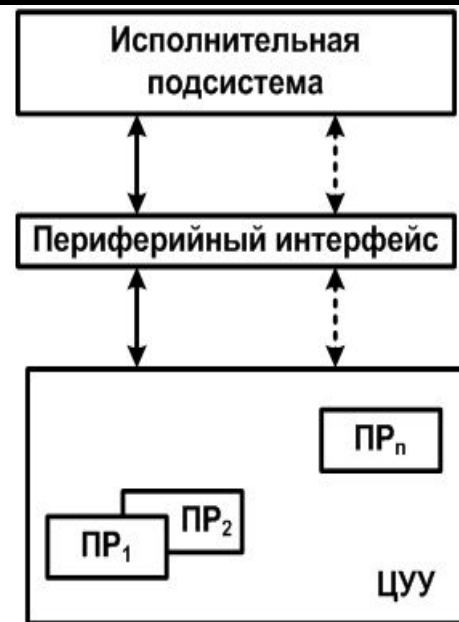 Исполнительная
подсистема
Периферийный интерфейс
ПРn
ПР2
ПР1
ЦУУ